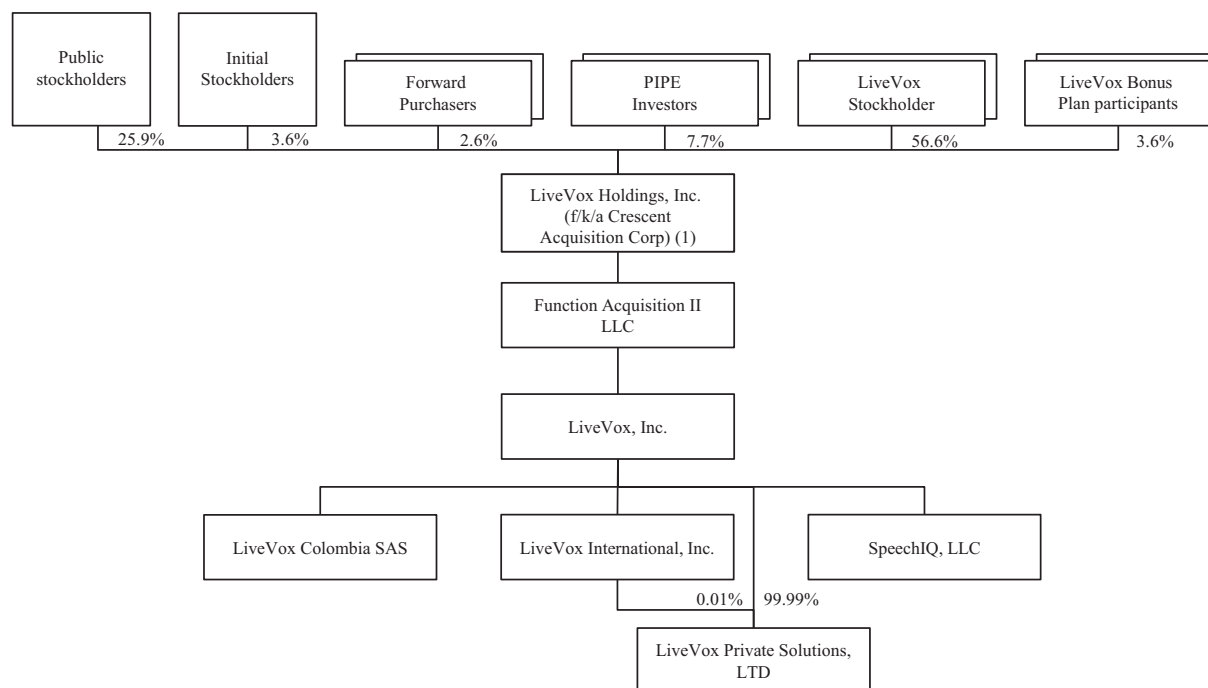 Public
stockholders
Initial
Stockholders
Forward
Purchasers
PIPE
Investors
LiveVox
Stockholder
LiveVox Bonus
Plan participants
25.9%
3.6%
2.6%
7.7%
56.6%
3.6%
LiveVox Holdings, Inc.
(f/k/a Crescent
Acquisition Corp) (1)
Function Acquisition II
LLC
LiveVox, Inc.
LiveVox Colombia SAS
LiveVox International, Inc.
SpeechIQ, LLC
0.01%
99.99%
LiveVox Private Solutions,
LTD